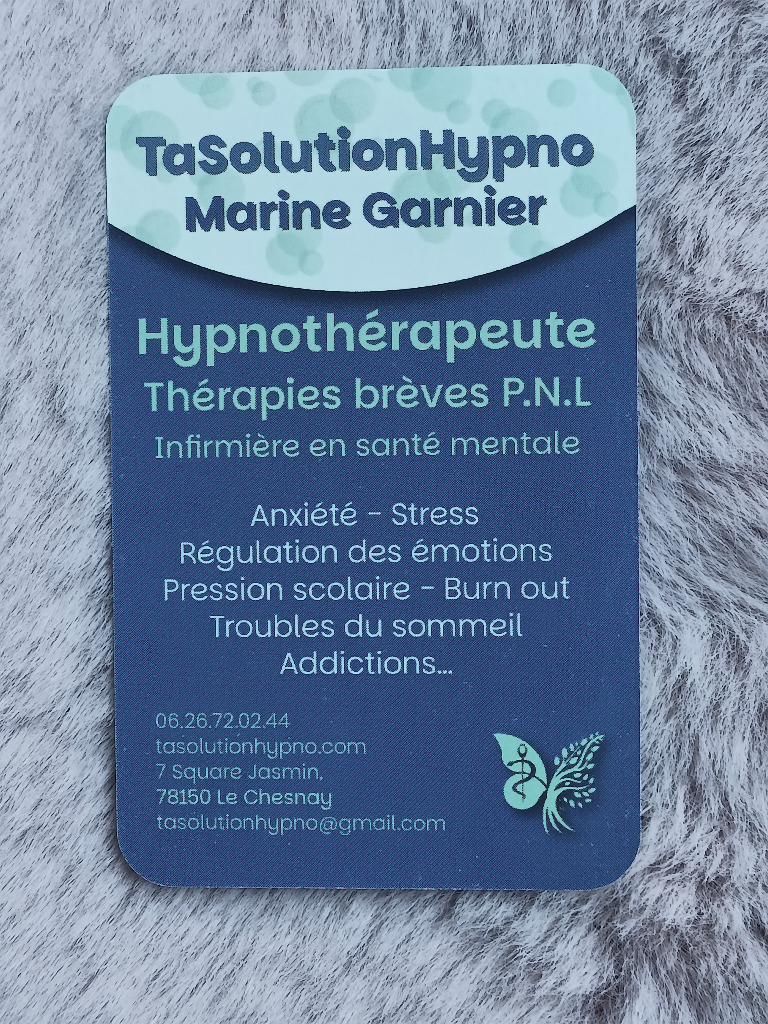 TaSolutionHypno
Marine Garnier
Hypnothérapeute
Thérapies brèves P.N.L
Infirmière en santé mentale
Anxiété - Stress
Régulation des émotions
Pression scolaire - Burn out
Troubles du sommeil
Addictions...
06.26.72.02.44
tasolutionhypno.com
7 Square Jasmin,
78150 Le Chesnay
tasolutionhypno@gmail.com